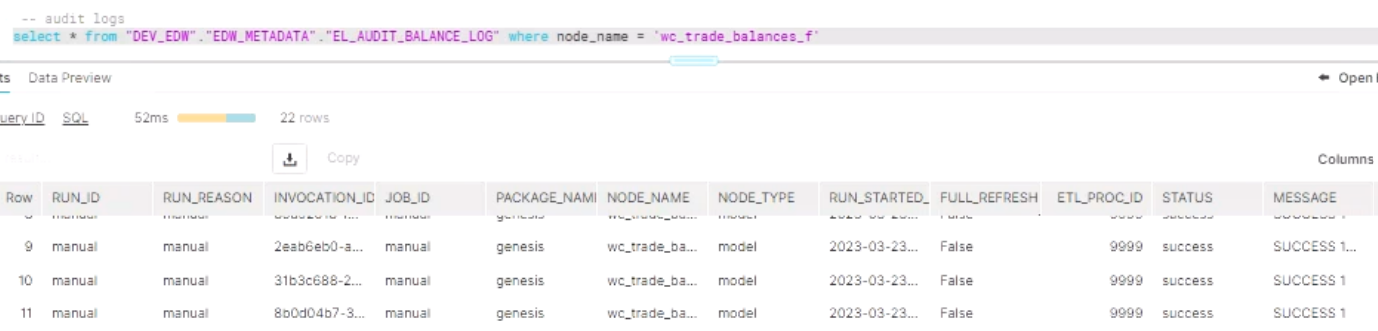 -- audit logs
select * from "DEV_EDW"."EDW_METADATA"."EL_AUDIT_BALANCE_LOG" where node_name = 'wc_trade_balances_f'
ts Data Preview Open
uery ID SQL 52ms 22 rows
Copy Columns
Row RUN_ID RUN_REASON INVOCATION_ID JOB_ID PACKAGE_NAM NODE_NAME NODE_TYPE RUN_STARTED_ FULL_REFRESH ETL_PROC_ID STATUS MESSAGE
9 manual manual 2eab6eb0-a... manual genesis wc_trade_ba... model 2023-03-23... False 9999 success SUCCESS 1...
10 manual manual 31b3c688-2... manual genesis wc_trade_ba... model 2023-03-23... False 9999 success SUCCESS 1
11 manual manual 8b0d04b7-3... manual genesis wc_trade_ba... model 2023-03-23... False 9999 success SUCCESS 1